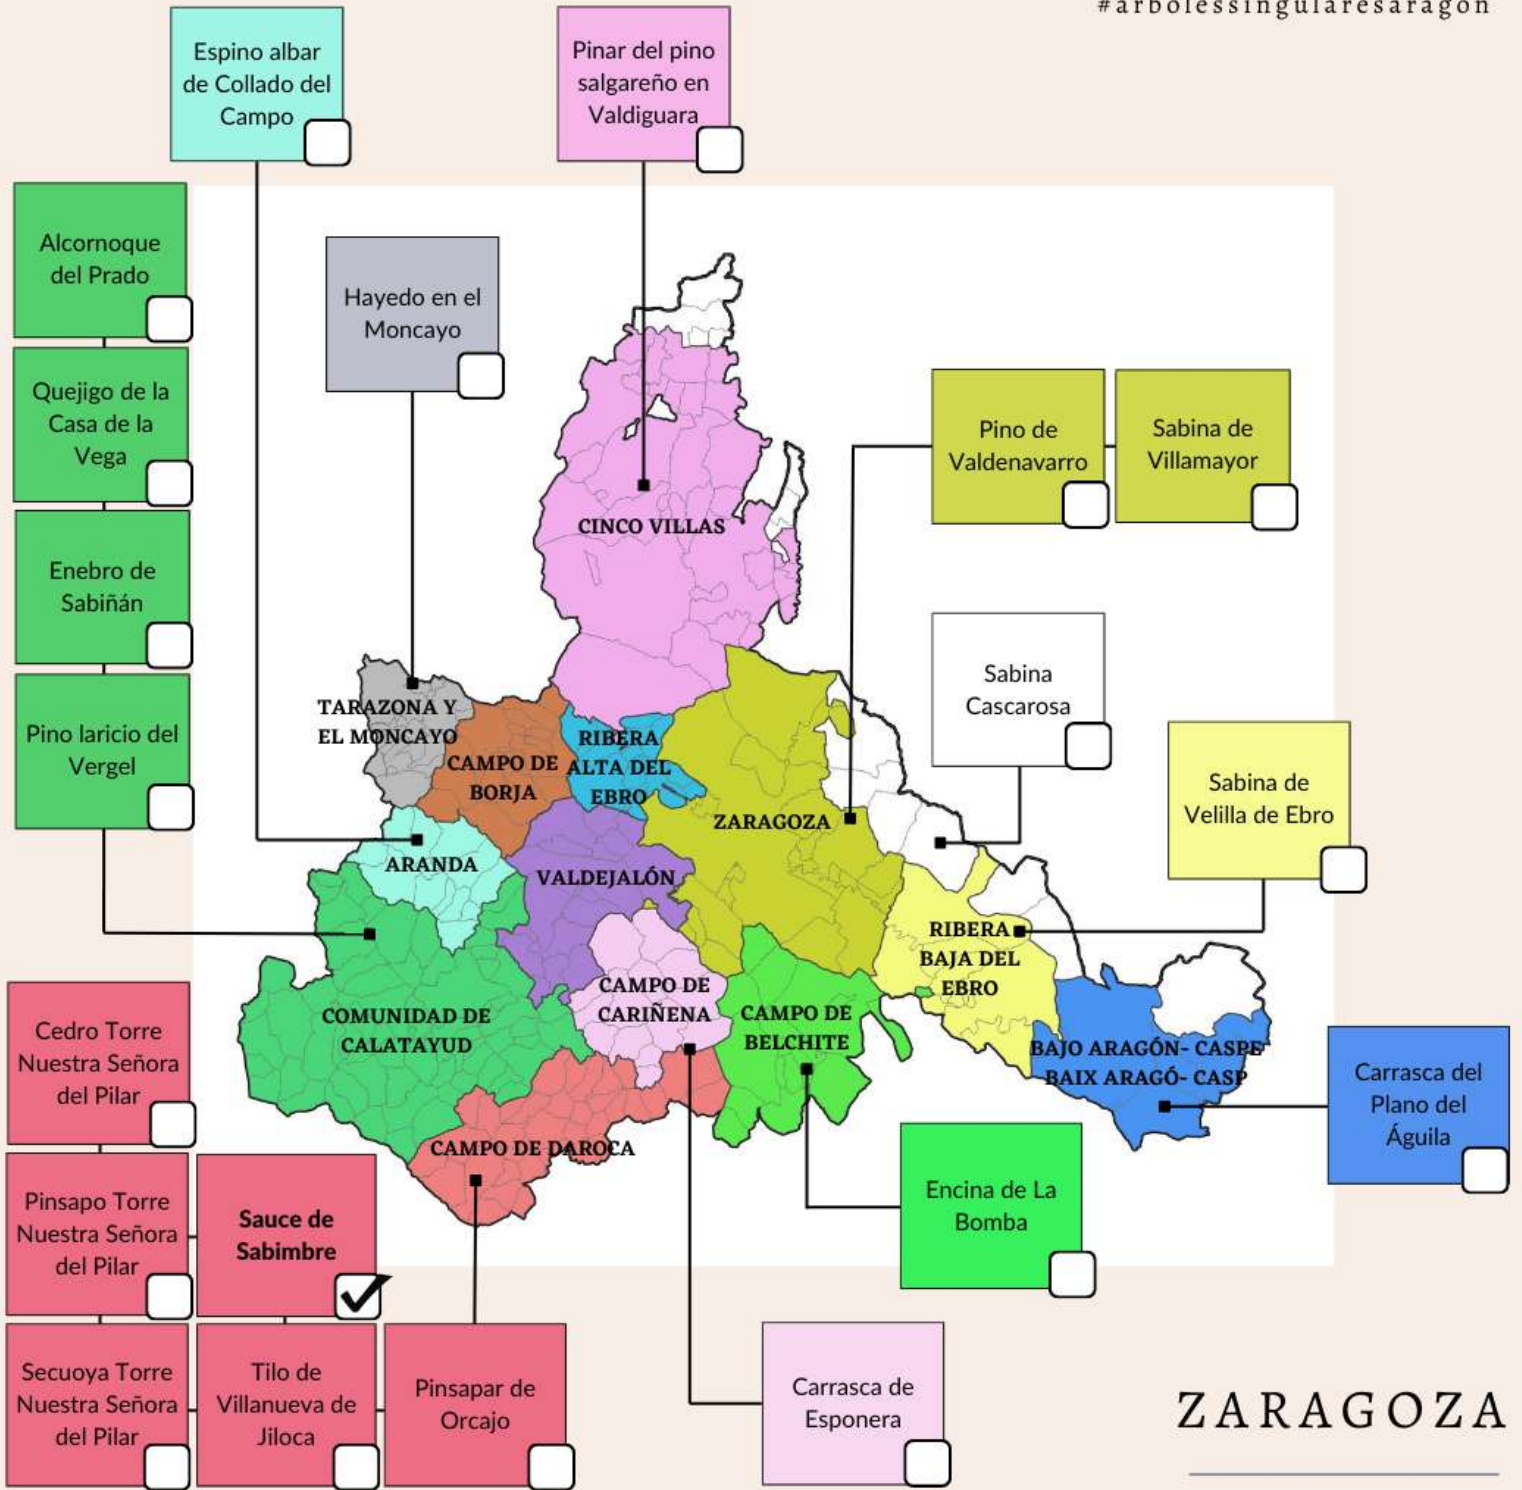 #arbolessingularesaragon
Espino albar
de Collado del
Campo
Pinar del pino
salgareño en
Valdiguara
Alcornoque
del Prado
Hayedo en el
Moncayo
Quejigo de la
Casa de la
Vega
Pino de
Valdenavarro
Sabina de
Villamayor
CINCO VILLAS
Enebro de
Sabiñán
Sabina
Cascarosa
Pino laricio del
Vergel
TARAZONA Y
EL MONCAYO
CAMPO DE
BORJA
RIBERA
ALTA DEL
EBRO
ZARAGOZA
Sabina de
Velilla de Ebro
ARANDA
VALDEJALÓN
RIBERA
BAJA DEL
EBRO
CAMPO DE
CARIÑENA
CAMPO DE
BELCHITE
COMUNIDAD DE
CALATAYUD
BAJO ARAGÓN- CASPE
BAIX ARAGÓ- CASP
Cedro Torre
Nuestra Señora
del Pilar
Carrasca del
Plano del
Águila
CAMPO DE DAROCA
Pinsapo Torre
Nuestra Señora
del Pilar
Sauce de
Sabimbre
Encina de La
Bomba
Secuoya Torre
Nuestra Señora
del Pilar
Tilo de
Villanueva de
Jiloca
Pinsapar de
Orcajo
Carrasca de
Esponera
ZARAGOZA